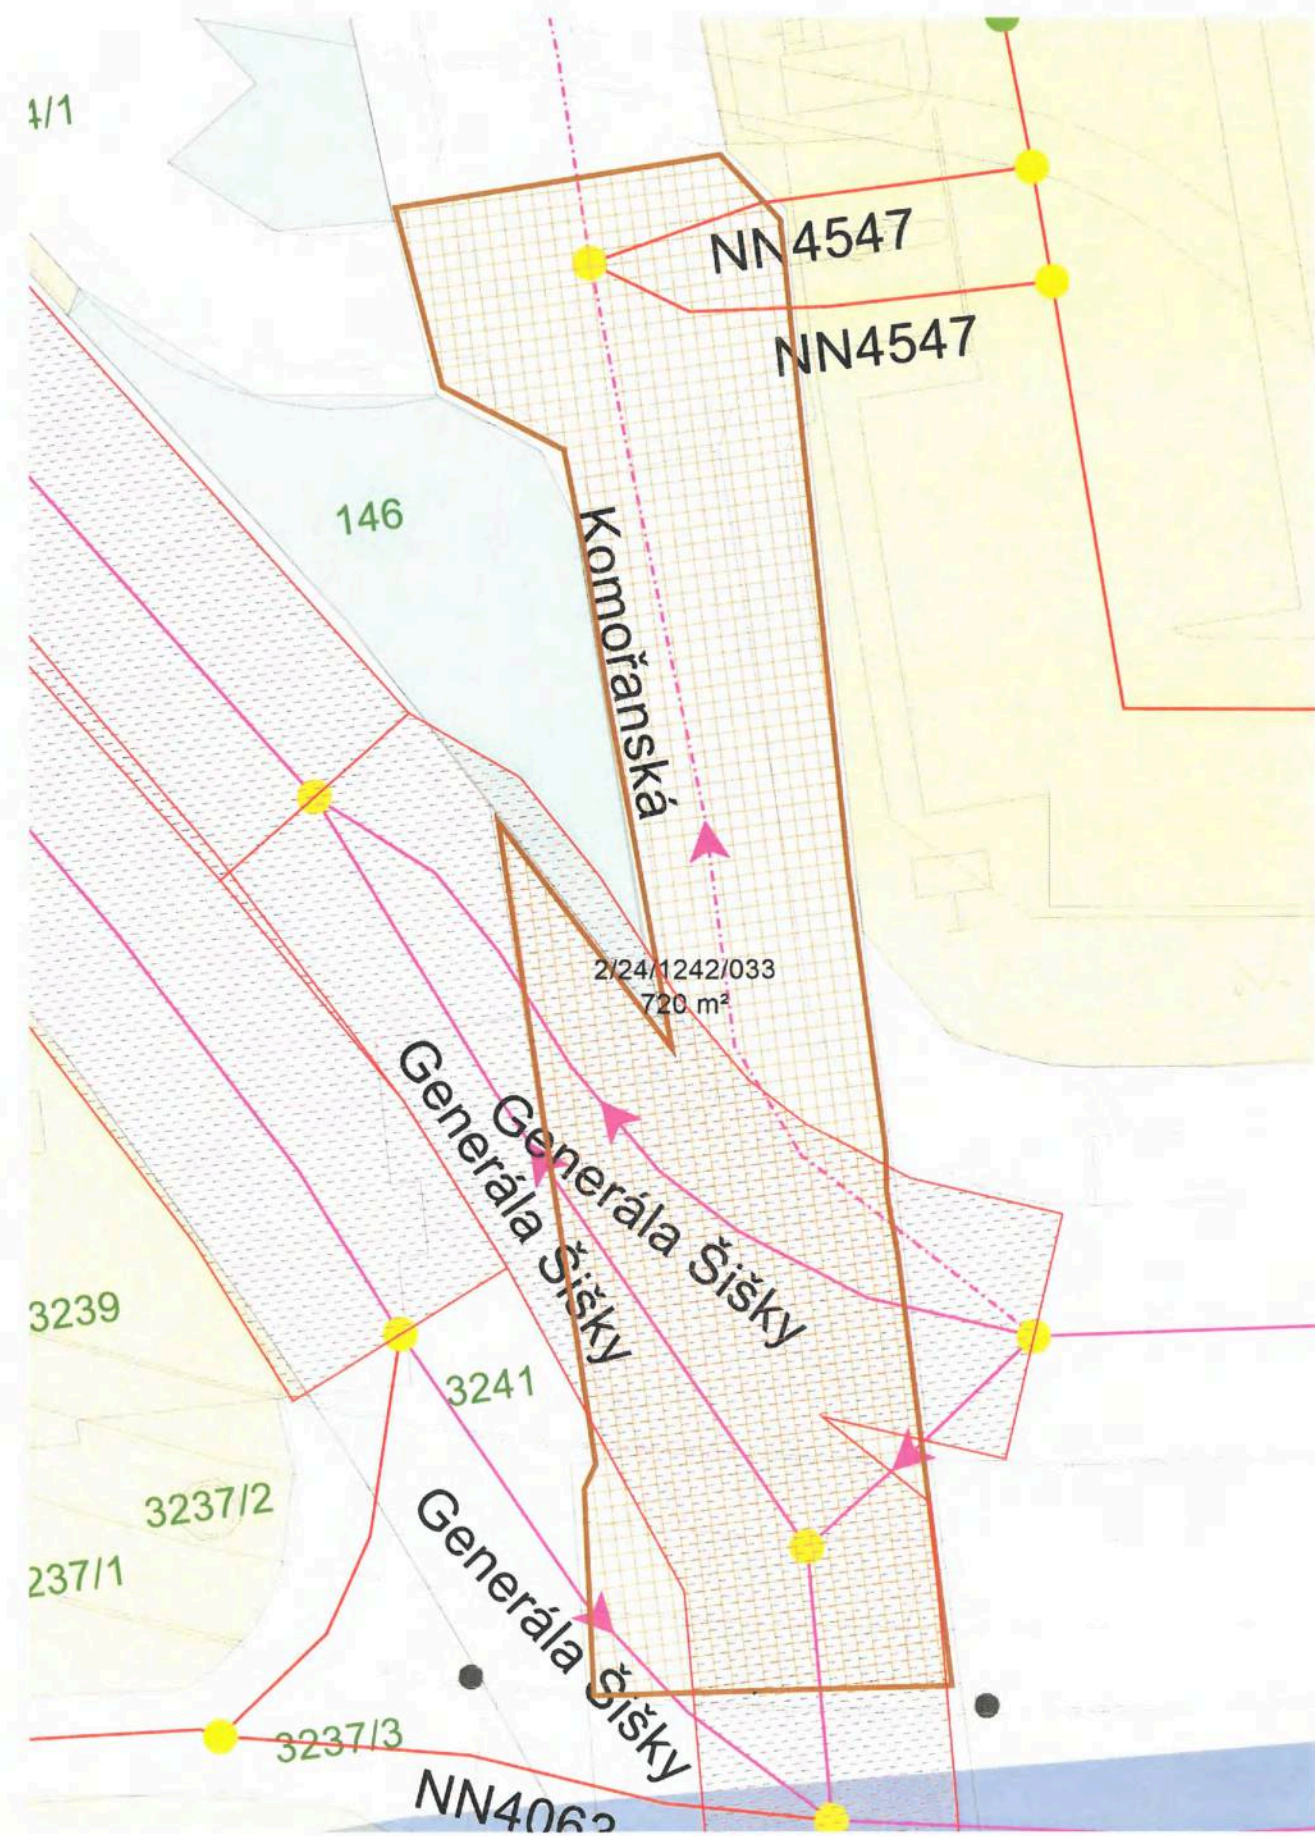 4/1
NN4547
NN4547
146
Komořanská
2/24/1242/033
720 m²
Generála Šišky
Generála Šišky
3239
3241
3237/2
237/1
Generála Šišky
3237/3
NN4063